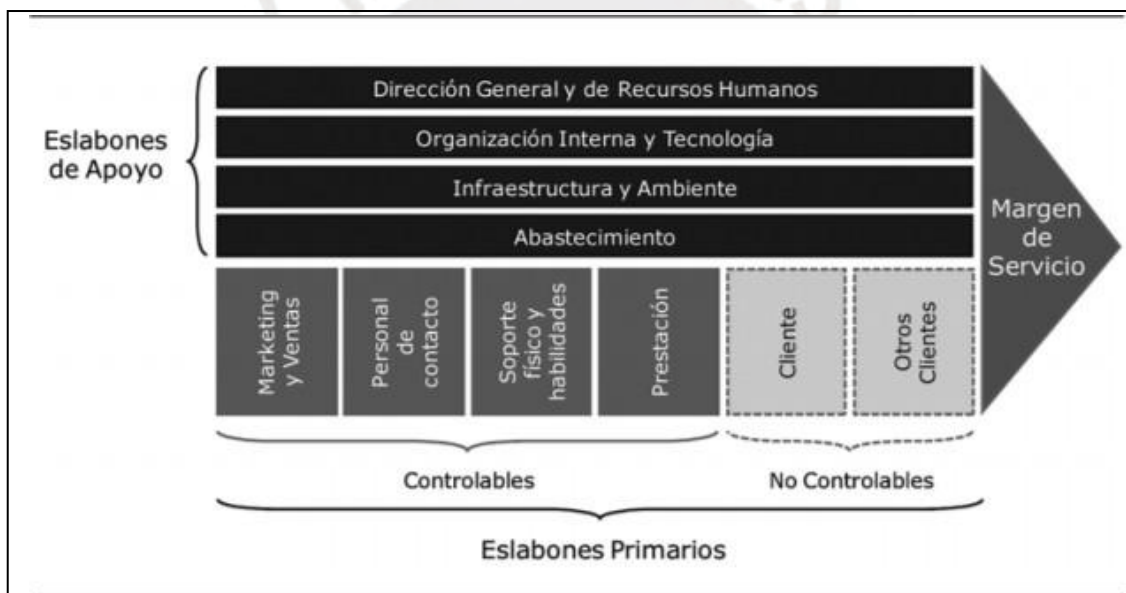 Dirección General y de Recursos Humanos
Organización Interna y Tecnología
Infraestructura y Ambiente
Abastecimiento
Eslabones
de Apoyo
Marketing
y Ventas
Personal
de
contacto
Soporte
físico y
habilidades
Prestación
Cliente
Otros
Clientes
Margen
de
Servicio
Controlables
No Controlables
Eslabones Primarios